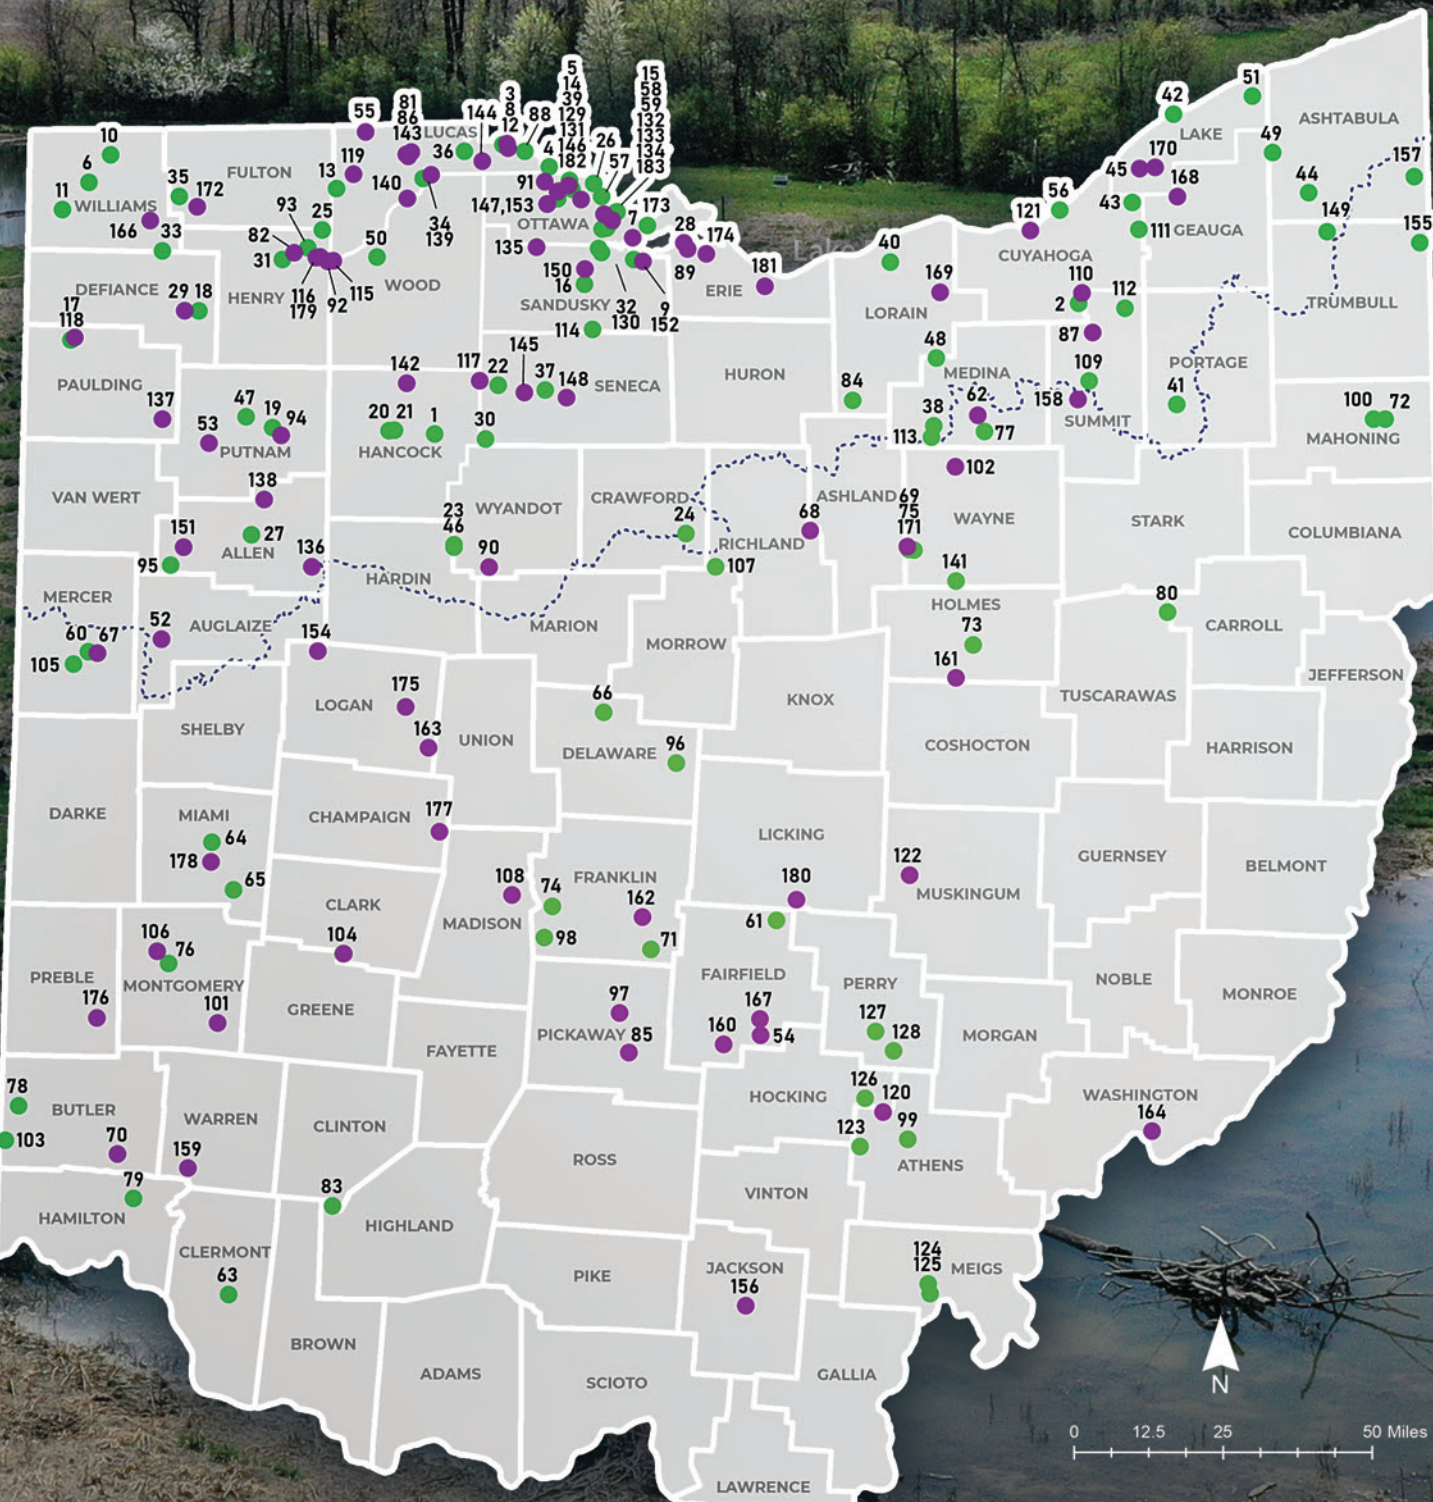 5
14
39
129
131
146
182
15
58
59
132
133
134
183
3
8
12
81
86
143
51
42
55
144
88
LUCAS
LAKE
ASHTABULA
10
13
119
36
4
26
57
49
6
FULTON
91
45
170
157
11
WILLIAMS
35
172
140
34
139
147,153
OTTAWA
7
173
28
174
56
121
43
168
44
166
33
93
25
82
31
50
135
89
40
CUYAHOGA
111
GEAUGA
149
155
DEFIANCE
29
18
HENRY
116
179
92
115
WOOD
150
16
SANDUSKY
32
130
9
152
ERIE
181
169
LORAIN
110
2
112
TRUMBULL
17
118
114
87
PAULDING
137
142
117
22
145
37
148
SENECA
HURON
48
MEDINA
84
109
PORTAGE
41
47
19
94
53
PUTNAM
20
21
1
HANCOCK
30
38
113
62
77
158
SUMMIT
100
72
MAHONING
138
102
VAN WERT
23
46
WYANDOT
CRAWFORD
24
ASHLAND
69
75
171
WAYNE
STARK
COLUMBIANA
151
27
ALLEN
95
136
90
RICHLAND
68
107
HARDIN
141
MERCER
HOLMES
80
52
AUGLAIZE
60
67
105
154
MARION
MORROW
73
CARROLL
161
JEFFERSON
175
LOGAN
66
KNOX
TUSCARAWAS
SHELBY
163
UNION
DELAWARE
96
COSHOCTON
HARRISON
DARKE
MIAMI
64
178
65
CHAMPAIGN
177
LICKING
GUERNSEY
BELMONT
108
74
FRANKLIN
162
122
MUSKINGUM
180
CLARK
MADISON
98
71
61
106
76
104
PREBLE
MONTGOMERY
176
101
GREENE
97
PICKAWAY
85
FAIRFIELD
167
160
54
PERRY
127
128
NOBLE
MONROE
MORGAN
FAYETTE
78
BUTLER
103
70
WARREN
159
CLINTON
HOCKING
126
120
WASHINGTON
164
123
99
ATHENS
ROSS
79
HAMILTON
83
HIGHLAND
VINTON
CLERMONT
63
PIKE
JACKSON
156
124
125
MEIGS
BROWN
ADAMS
SCIOTO
GALLIA
LAWRENCE
N
0 12.5 25 50 Miles